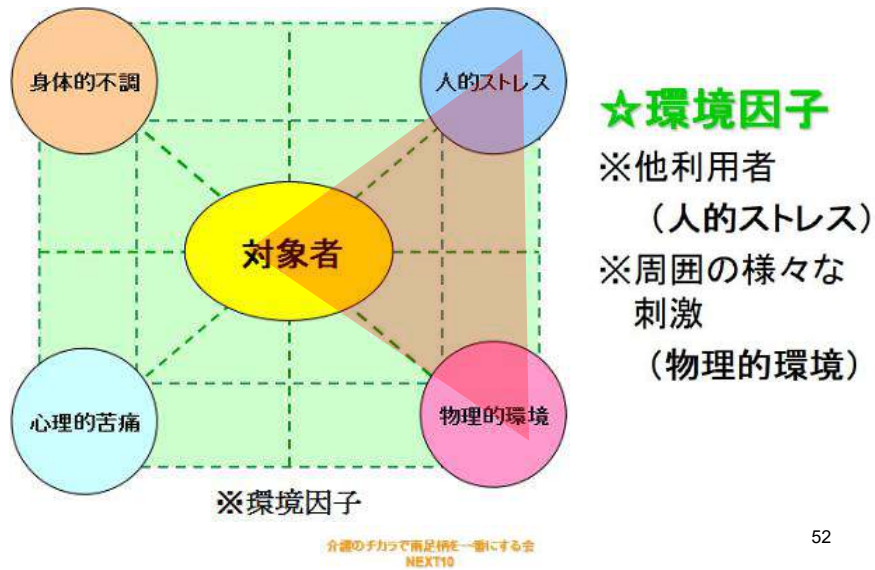 身体的不調
人的ストレス
対象者
心理的苦痛
物理的環境
※環境因子
☆環境因子
※他利用者
（人的ストレス）
※周囲の様々な
刺激
（物理的環境）
介護のチカラで南足柄を一番にする会
NEXT10
52